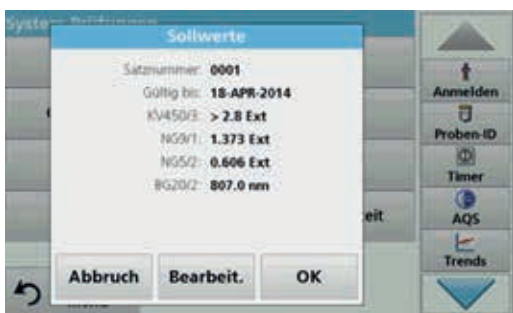 System Prüfungen
Sollwerte
Satznummer: 0001
Gültig bis: 18-APR-2014
KV450/3: > 2.8 Ext
NG9/1: 1.373 Ext
NG5/2: 0.606 Ext
BG20/2: 807.0 nm
eit
Abbruch
Bearbeit.
OK
Anmelden
Proben-ID
Timer
AQS
Trends